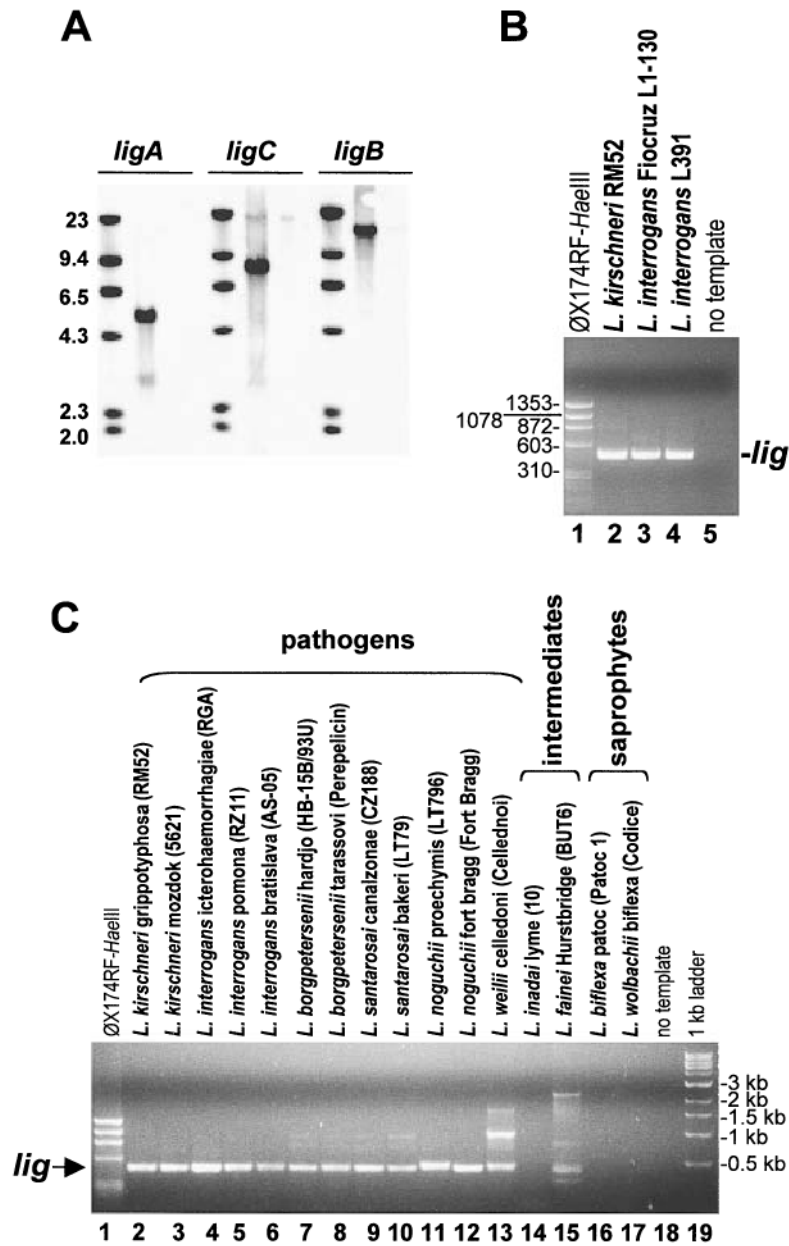 A
ligA ligC ligB
23
9.4
6.5
4.3
2.3
2.0
B
ØX174RF-HaeIII
L. kirschneri RM52
L. interrogans Fiocruz L1-130
L. interrogans L391
no template
1353-
1078
872-
603-
310-
-lig
1 2 3 4 5
C
pathogens
intermediates
saprophytes
ØX174RF-HaeIII
L. kirschneri grippotyphosa (RM52)
L. kirschneri mozdok (5621)
L. interrogans icterohaemorrhagiae (RGA)
L. interrogans pomona (RZ11)
L. interrogans bratislava (AS-05)
L. borgpetersenii hardjo (HB-15B/93U)
L. borgpetersenii tarassovi (Perepelicin)
L. santarosai canalzonae (CZ188)
L. santarosai bakeri (LT79)
L. noguchii proechymis (LT796)
L. noguchii fort bragg (Fort Bragg)
L. weilii celledoni (Cellednoi)
L. inadai lyme (10)
L. fainei Hurstbridge (BUT6)
L. biflexa patoc (Patoc 1)
L. wolbachii biflexa (Codice)
no template
1 kb ladder
-3 kb
-2 kb
-1.5 kb
-1 kb
-0.5 kb
lig
1 2 3 4 5 6 7 8 9 10 11 12 13 14 15 16 17 18 19